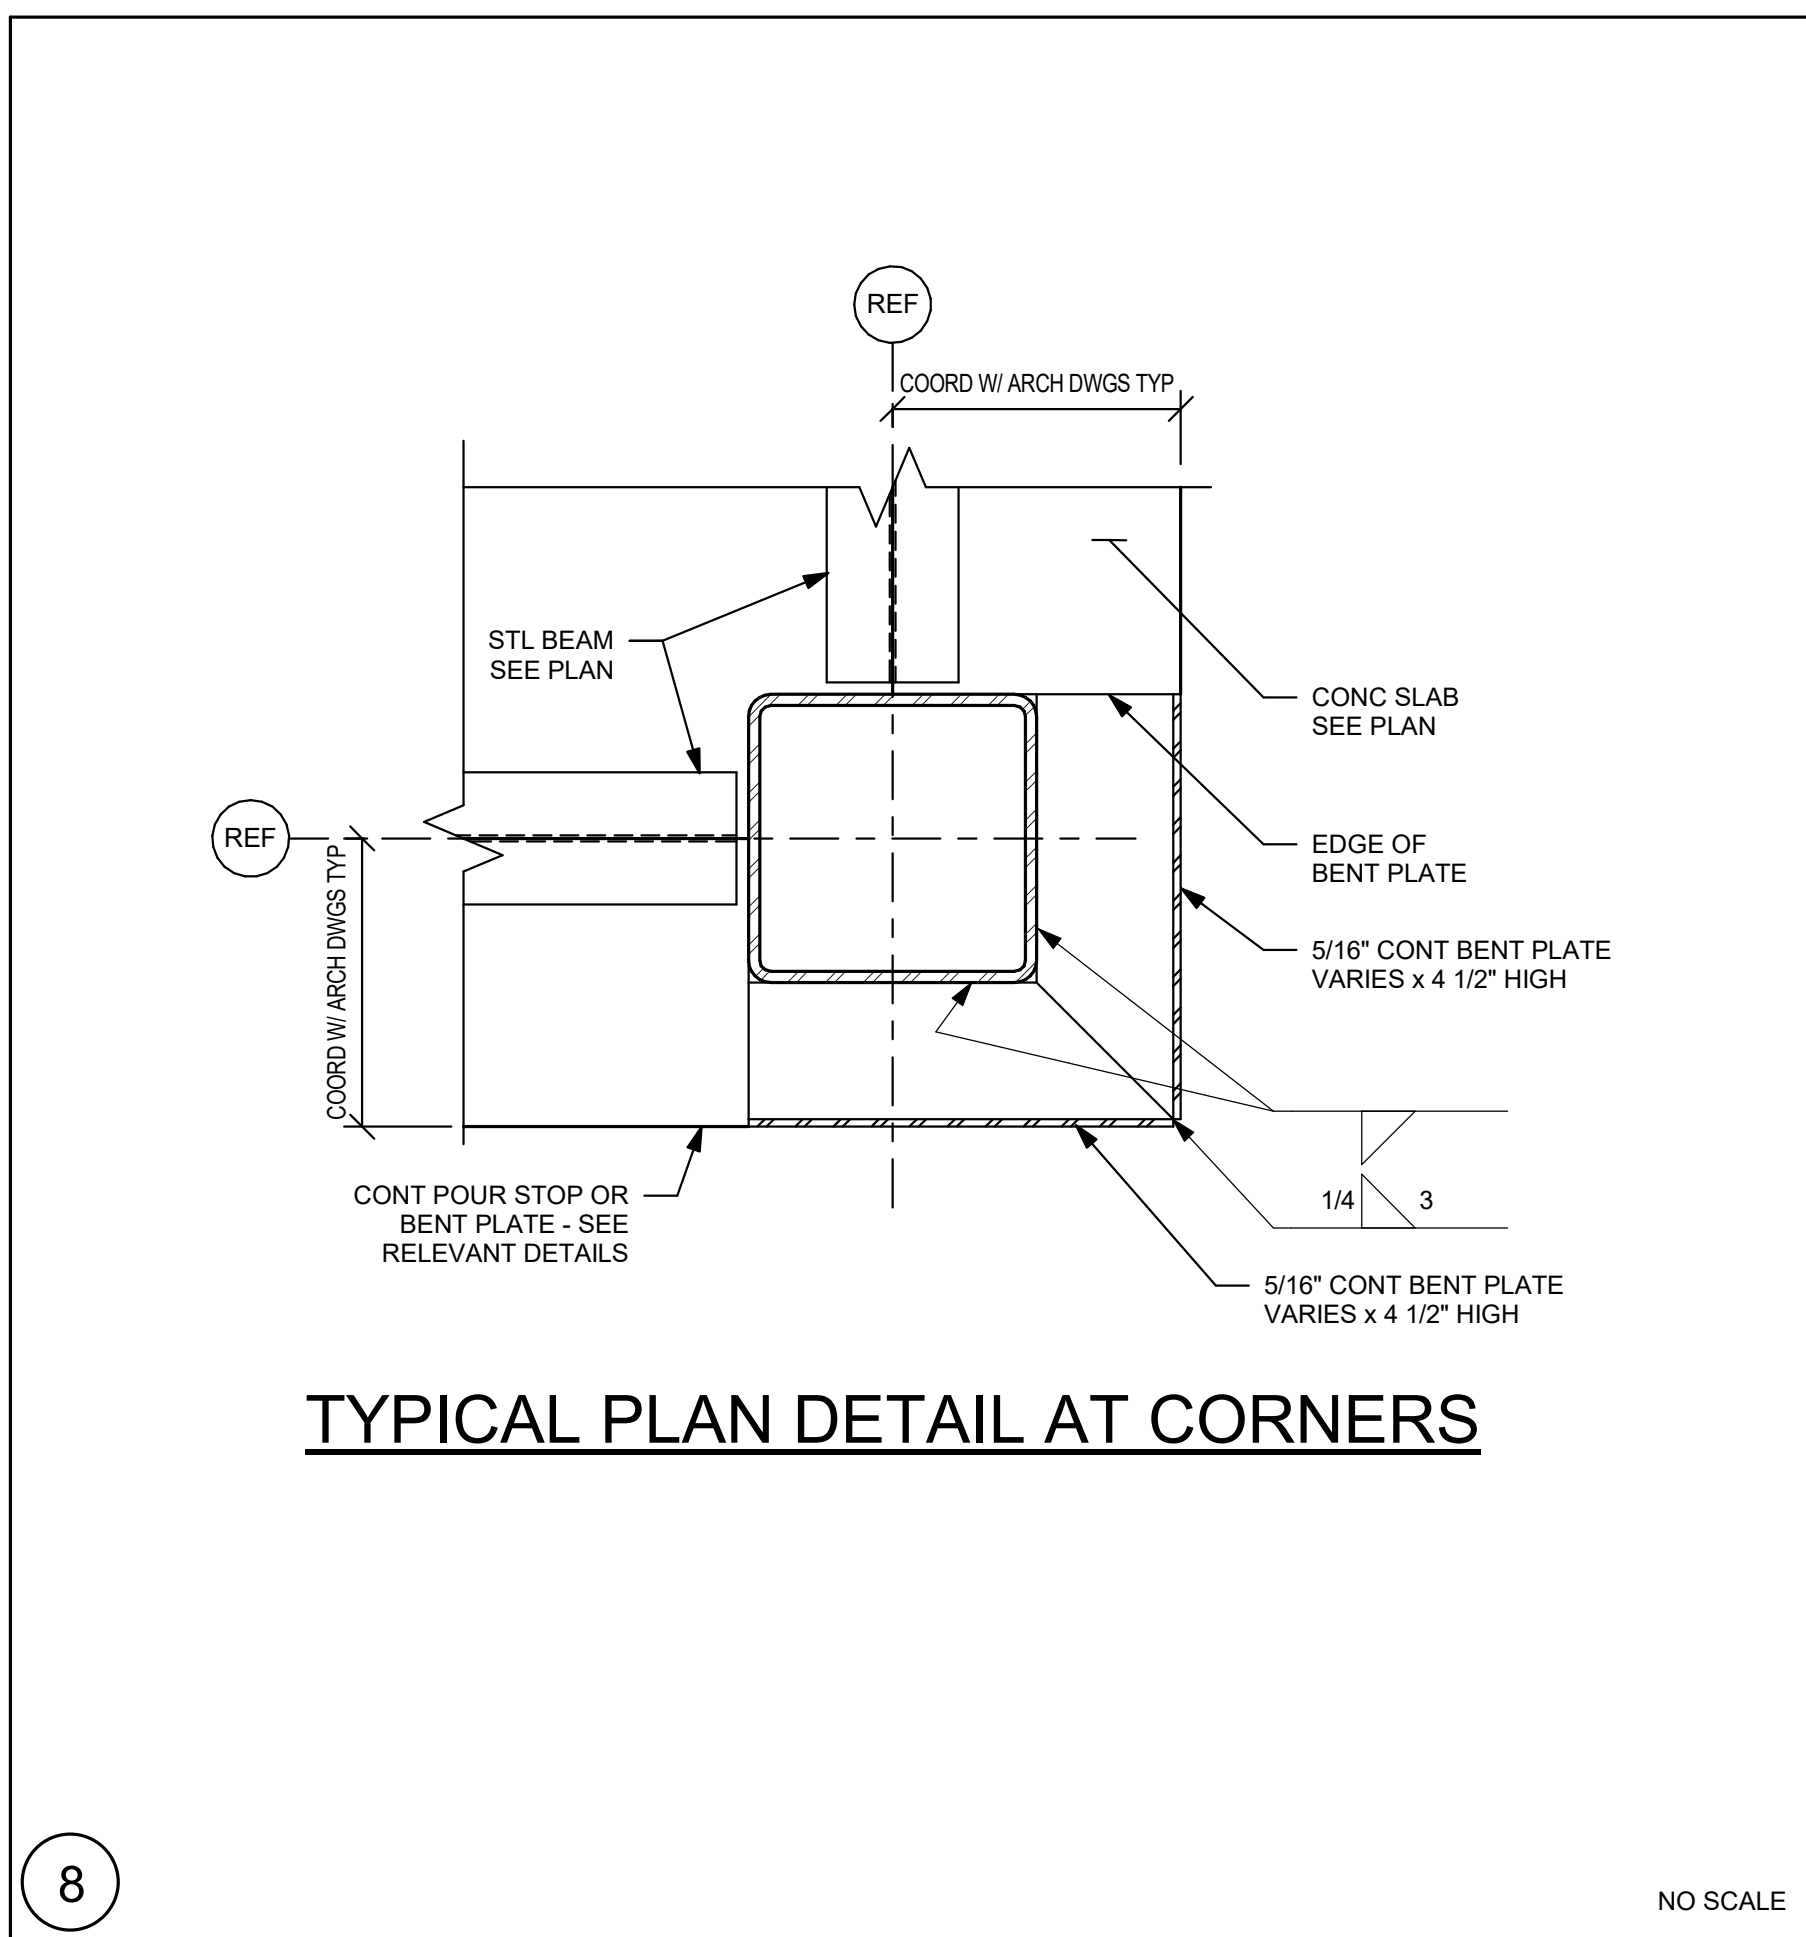 REF
COORD W/ ARCH DWGS TYP
STL BEAM
SEE PLAN
CONC SLAB
SEE PLAN
REF
COORD W/ ARCH DWGS TYP
EDGE OF
BENT PLATE
5/16" CONT BENT PLATE
VARIES x 4 1/2" HIGH
CONT POUR STOP OR
BENT PLATE - SEE
RELEVANT DETAILS
1/4 3
5/16" CONT BENT PLATE
VARIES x 4 1/2" HIGH
TYPICAL PLAN DETAIL AT CORNERS
8
NO SCALE